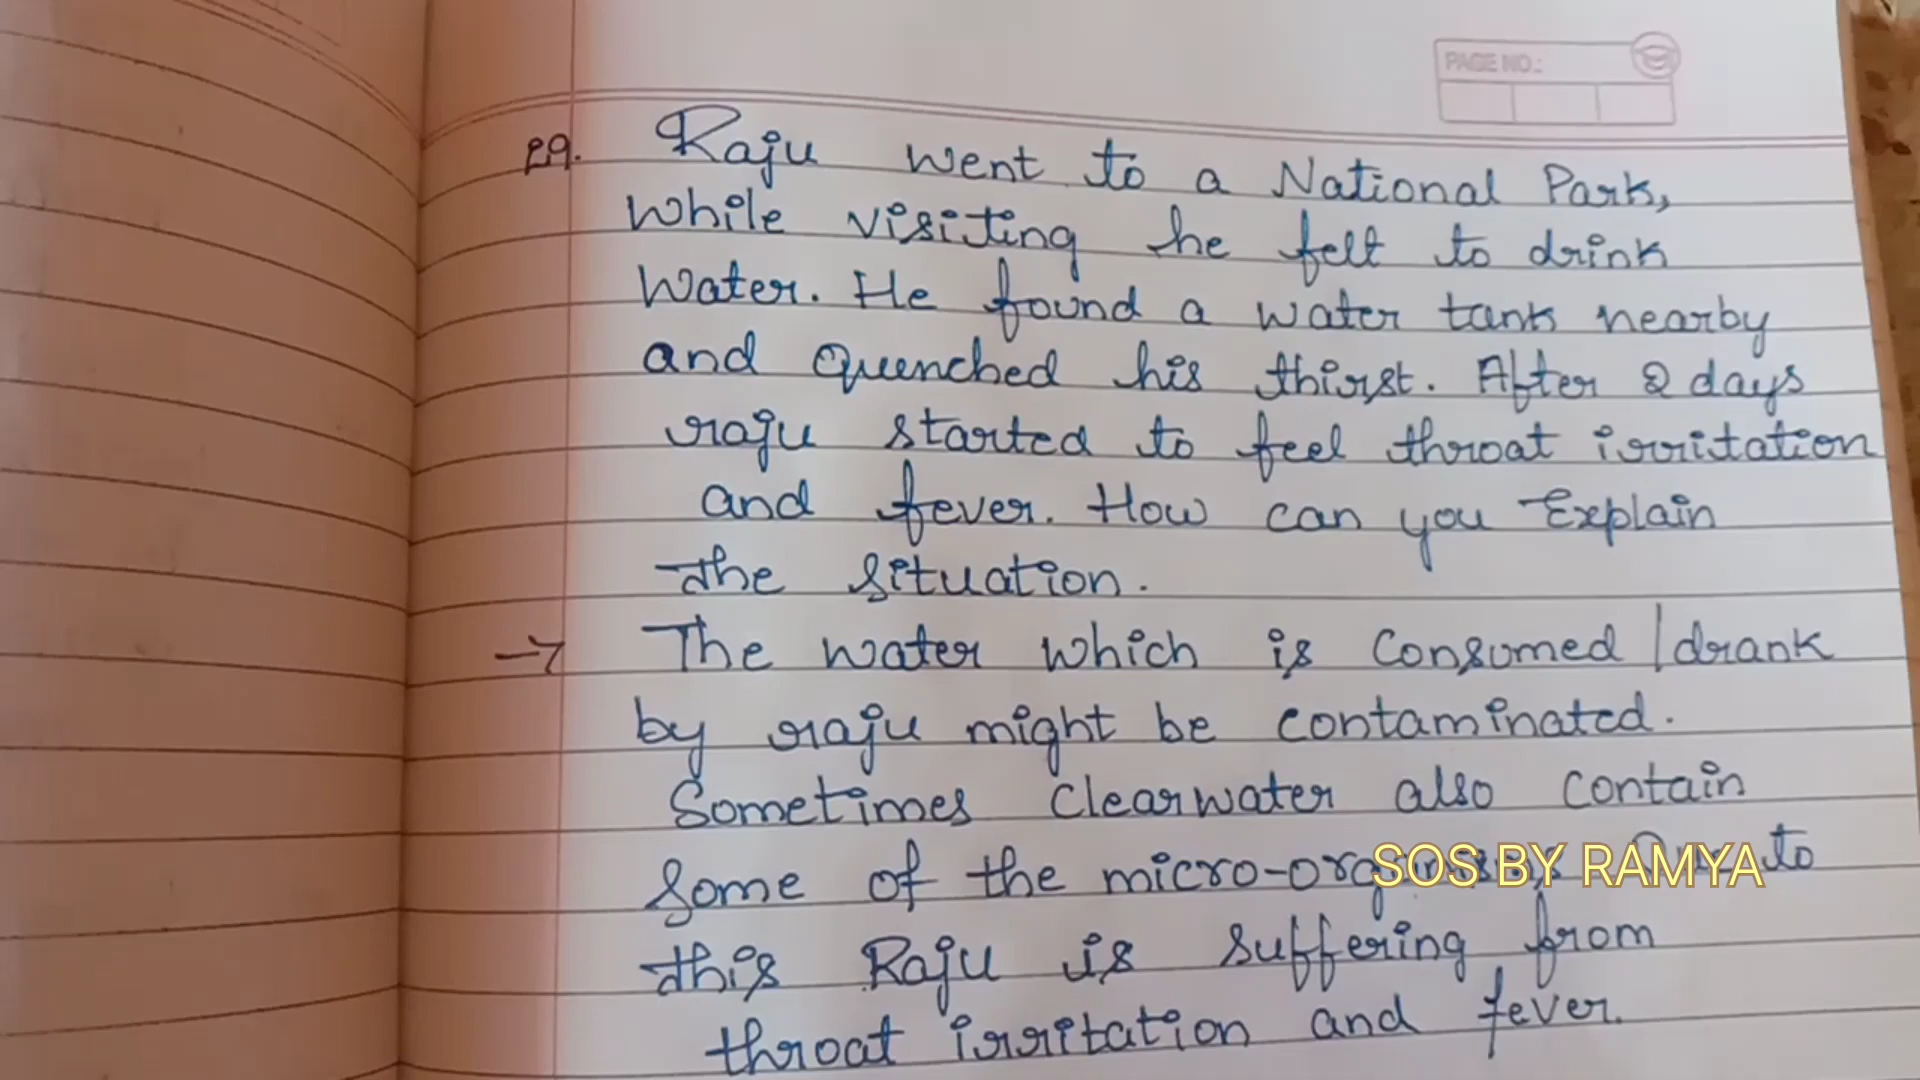 PAGE NO.:
29. Raju went to a National Park,
While visiting he felt to drink
Water. He found a water tank nearby
and quenched his thirst. After 2 days
raju started to feel throat irritation
and fever. How can you Explain
the situation.
→ The water which is Consumed / drank
by raju might be contaminated.
Sometimes Clearwater also contain
Some of the micro-org
SOS BY RAMYA
to
this Raju is suffering from
throat irritation and fever.